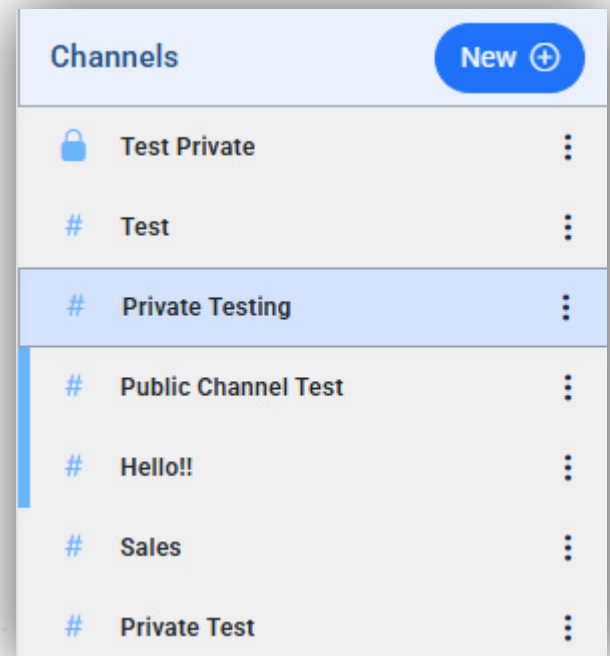 Channels
New
Test Private
# Test
# Private Testing
# Public Channel Test
# Hello!!
# Sales
# Private Test